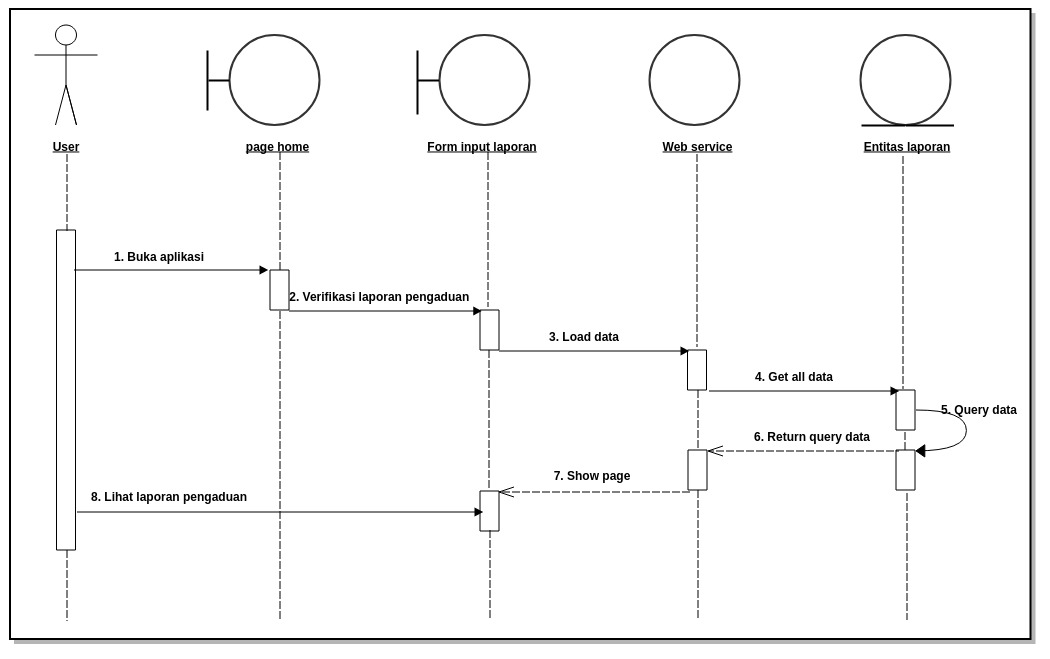 User
page home
Form input laporan
Web service
Entitas laporan
1. Buka aplikasi
2. Verifikasi laporan pengaduan
3. Load data
4. Get all data
5. Query data
6. Return query data
7. Show page
8. Lihat laporan pengaduan